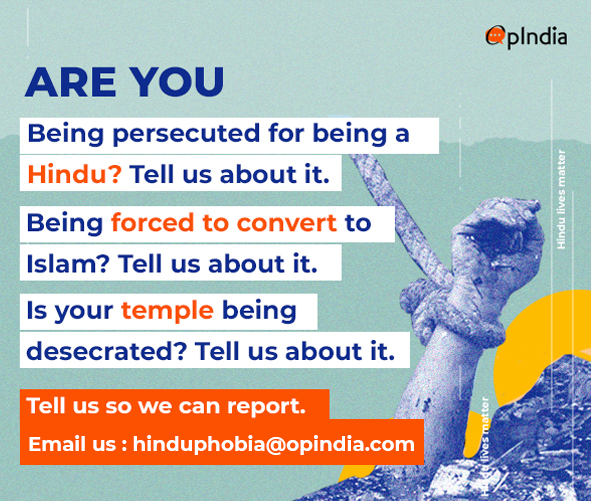 OpIndia
ARE YOU
Being persecuted for being a
Hindu? Tell us about it.
Being forced to convert to
Islam? Tell us about it.
Is your temple being
desecrated? Tell us about it.
Tell us so we can report.
Email us : hinduphobia@opindia.com
Hindu lives matter
lives matter